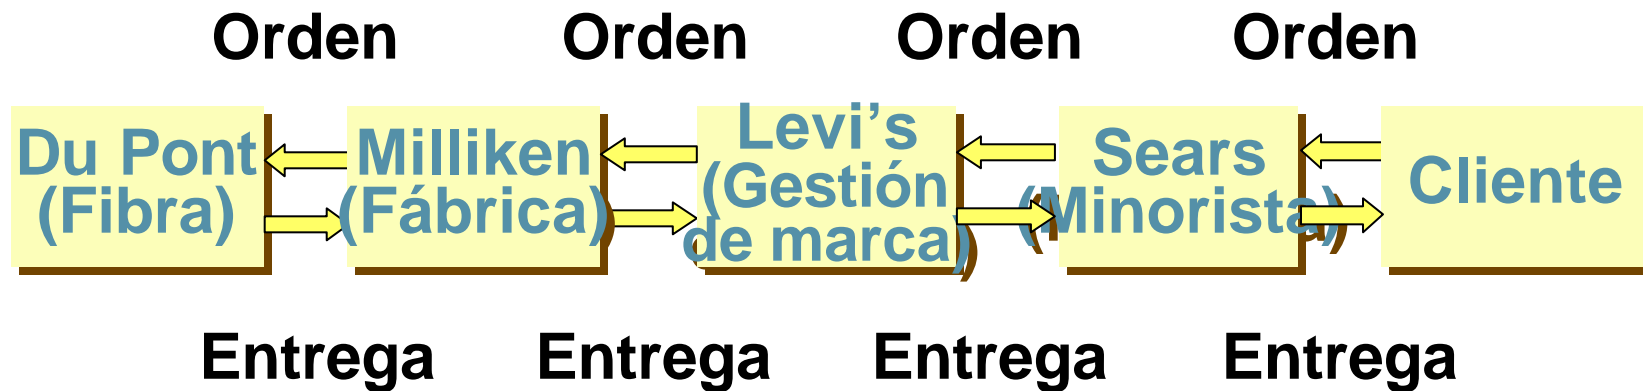 Orden Orden Orden Orden
Du Pont
(Fibra)
Milliken
(Fábrica)
Levi’s
(Gestión
de marca)
Sears
(Minorista)
Cliente
Entrega Entrega Entrega Entrega